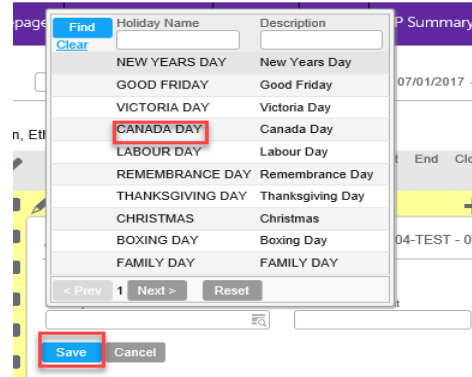 page
Find
Clear
Holiday Name
Description
P Summary
NEW YEARS DAY New Years Day
GOOD FRIDAY Good Friday
07/01/2017 -
VICTORIA DAY Victoria Day
CANADA DAY Canada Day
LABOUR DAY Labour Day
End
REMEMBRANCE DAY Remembrance Day
THANKSGIVING DAY Thanksgiving Day
CHRISTMAS Christmas
BOXING DAY Boxing Day
04-TEST - 0
FAMILY DAY FAMILY DAY
< Prev 1 Next > Reset
Save Cancel